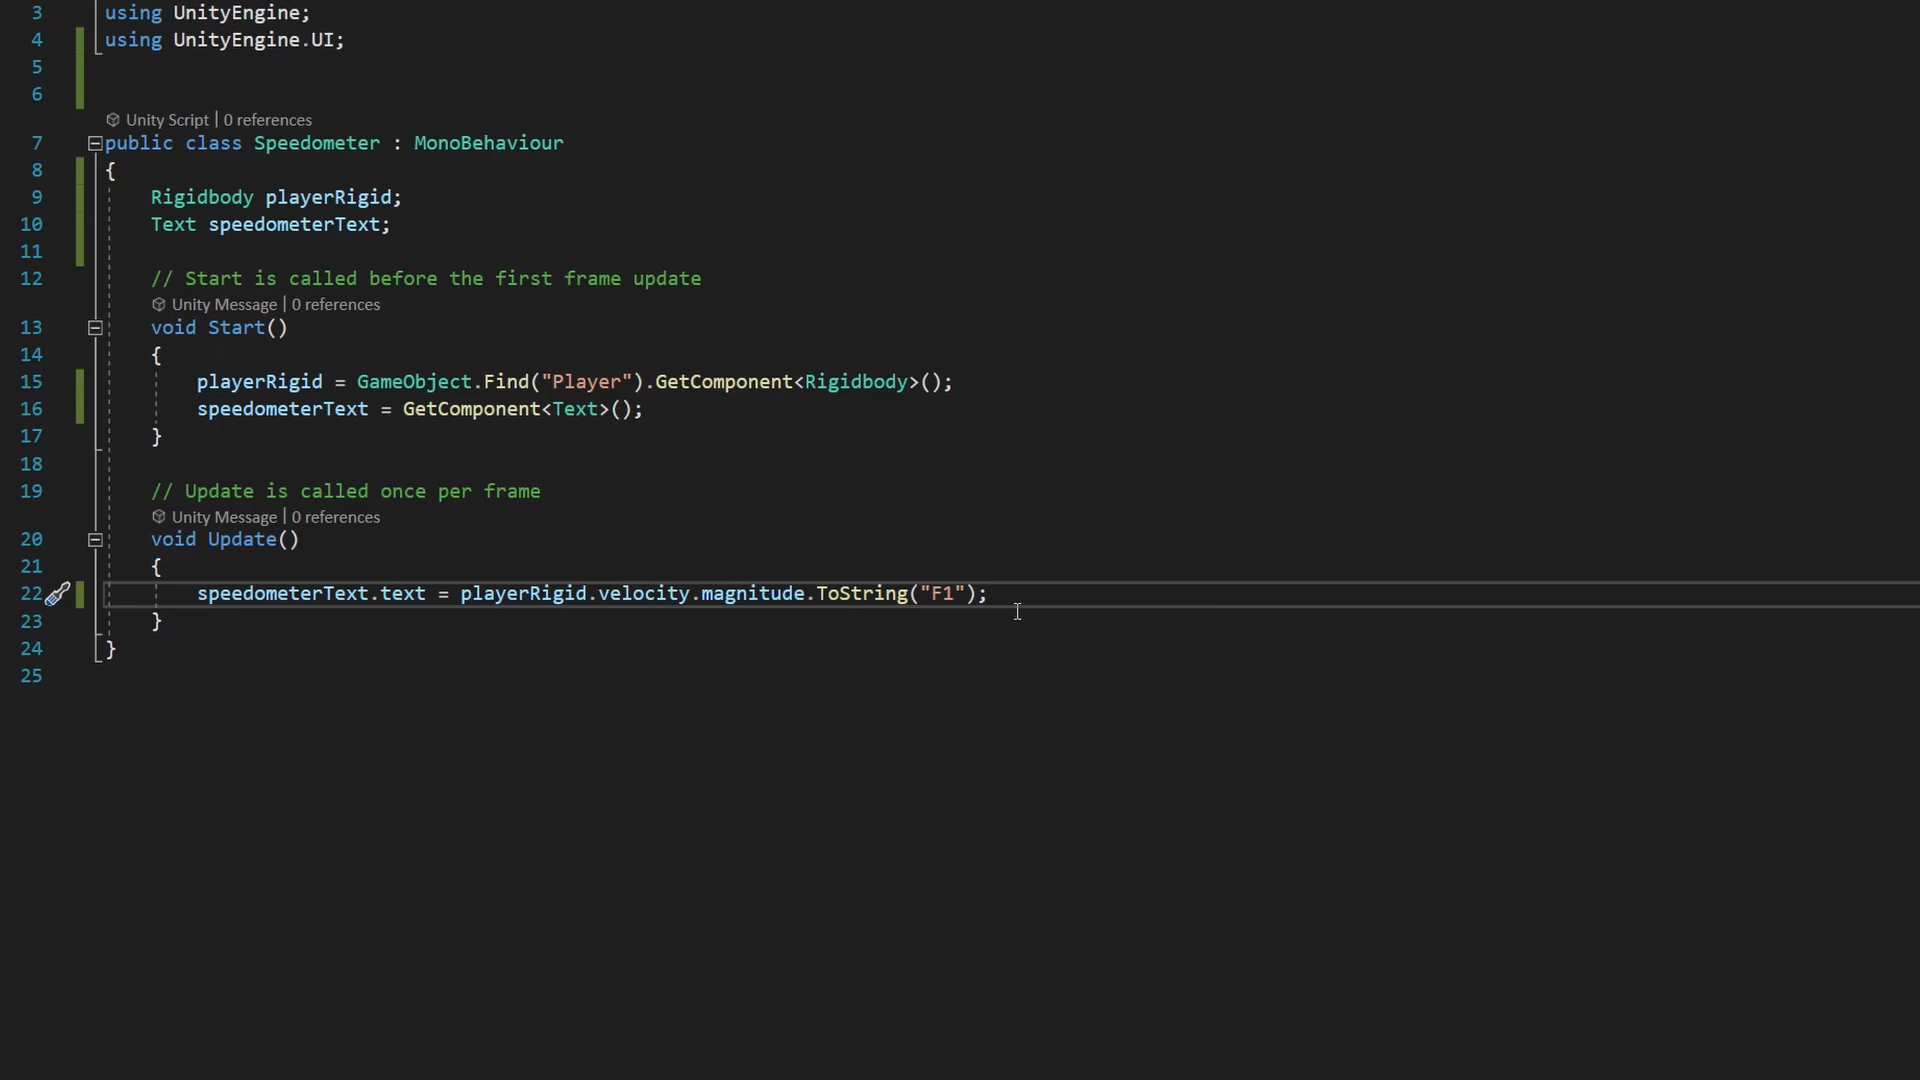 3 using UnityEngine;
4 using UnityEngine.UI;
5
6
Unity Script | 0 references
7 public class Speedometer : MonoBehaviour
8 {
9 Rigidbody playerRigid;
10 Text speedometerText;
11
12 // Start is called before the first frame update
Unity Message | 0 references
13 void Start()
14 {
15 playerRigid = GameObject.Find("Player").GetComponent<Rigidbody>();
16 speedometerText = GetComponent<Text>();
17 }
18
19 // Update is called once per frame
Unity Message | 0 references
20 void Update()
21 {
22 speedometerText.text = playerRigid.velocity.magnitude.ToString("F1");
23 }
24 }
25